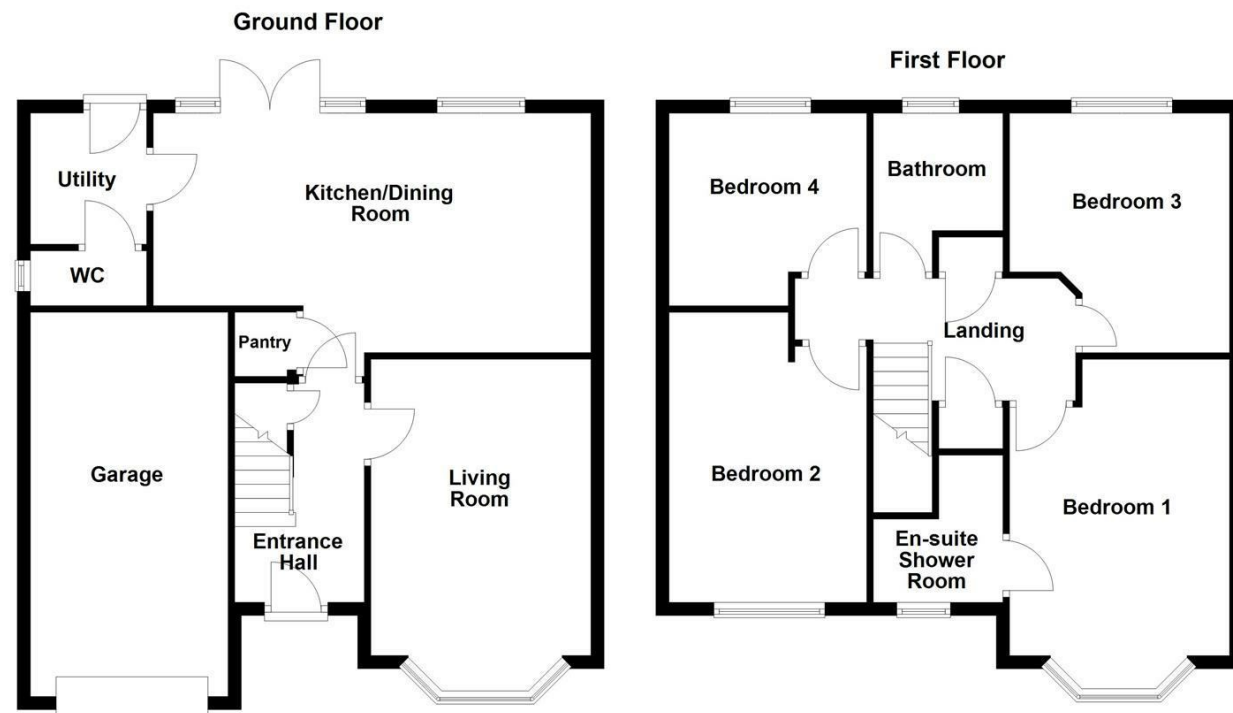 Ground Floor
Utility
Kitchen/Dining
Room
WC
Pantry
Garage
Living
Room
Entrance
Hall
First Floor
Bedroom 4
Bathroom
Bedroom 3
Landing
Bedroom 2
Bedroom 1
En-suite
Shower
Room